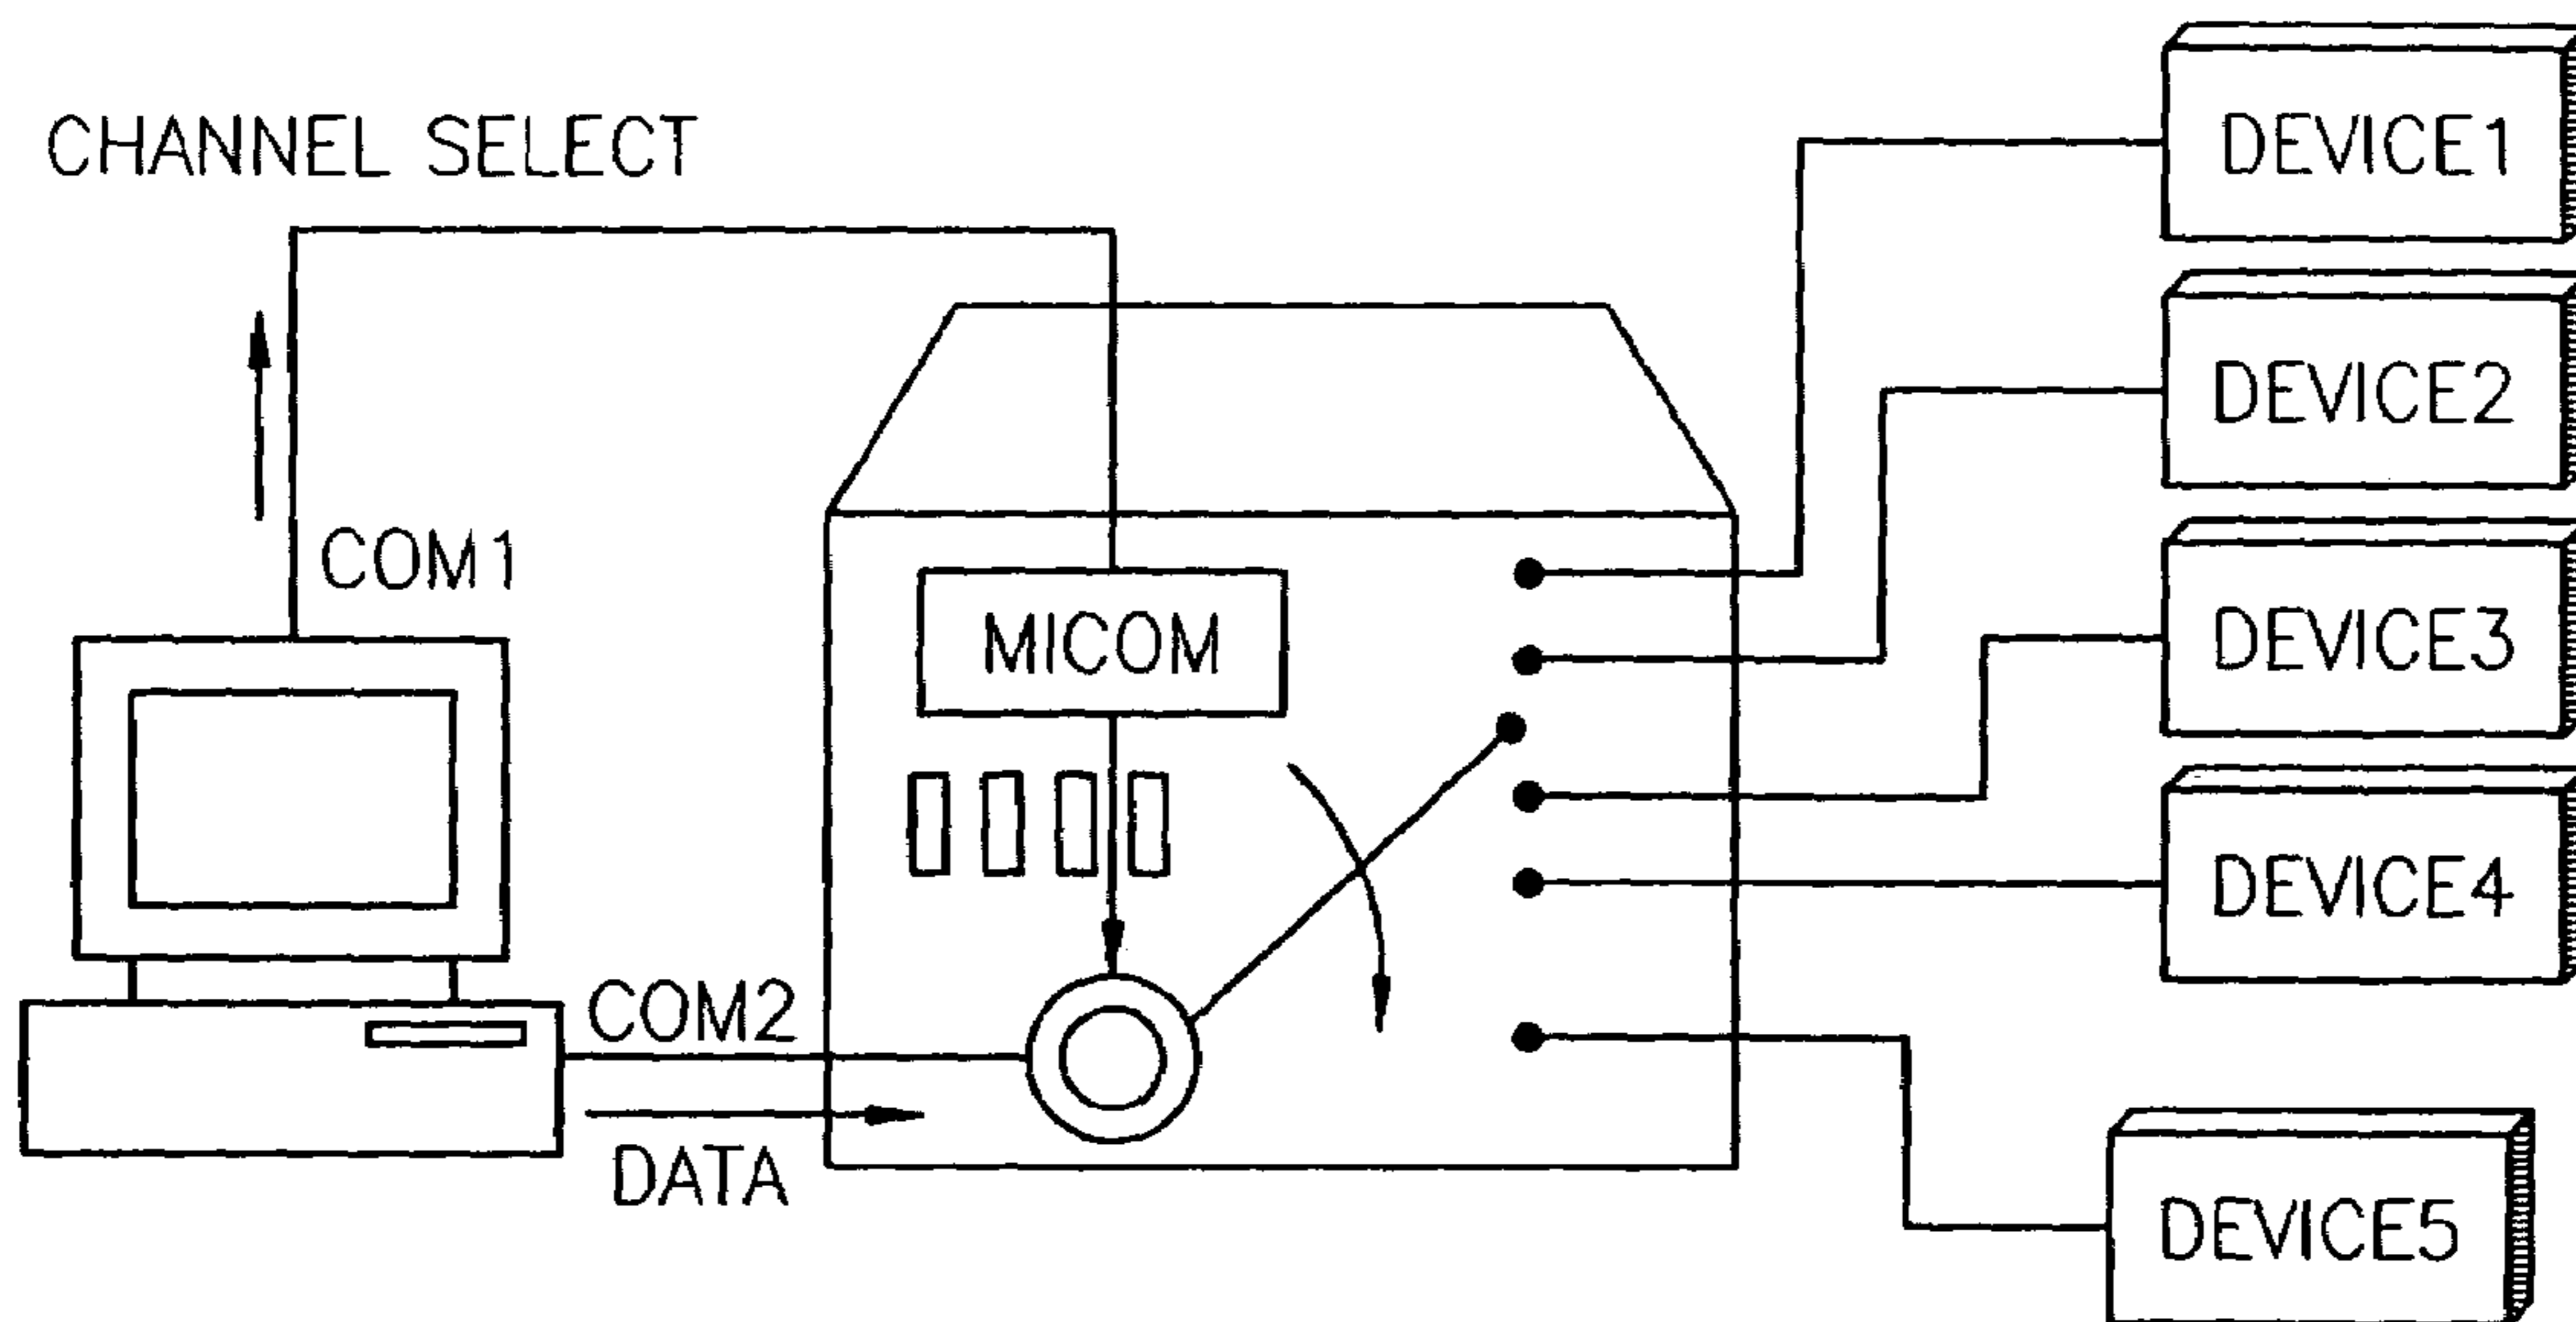 CHANNEL SELECT
COM1
MICOM
COM2
DATA
DEVICE1
DEVICE2
DEVICE3
DEVICE4
DEVICE5